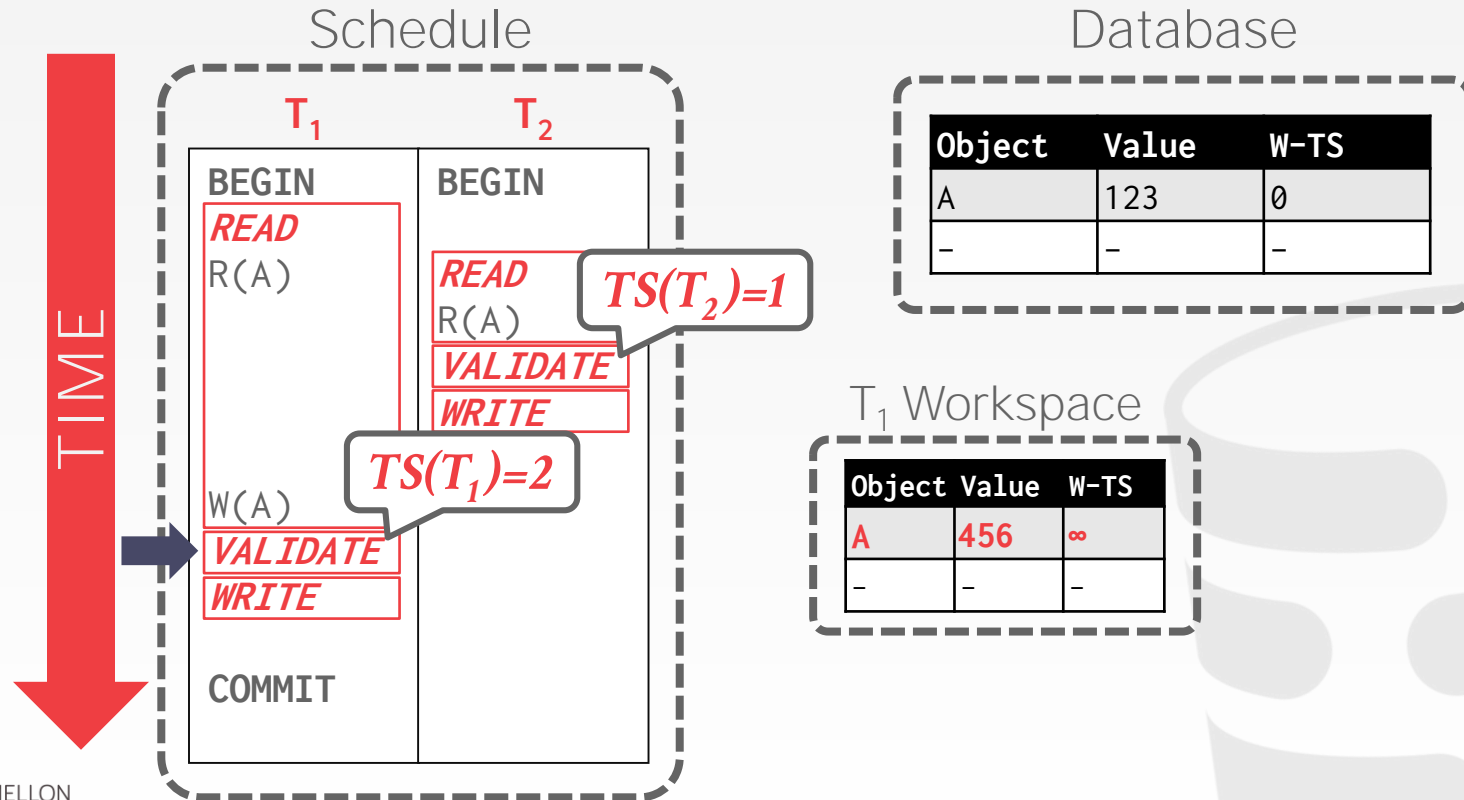 Schedule
Database
TIME
T1 T2
BEGIN BEGIN
READ
R(A) READ
R(A)
VALIDATE
WRITE
TS(T2)=1
W(A)
TS(T1)=2
VALIDATE
WRITE
COMMIT
Object Value W-TS
A 123 0
- - -
T1 Workspace
Object Value W-TS
A 456 ∞
- - -